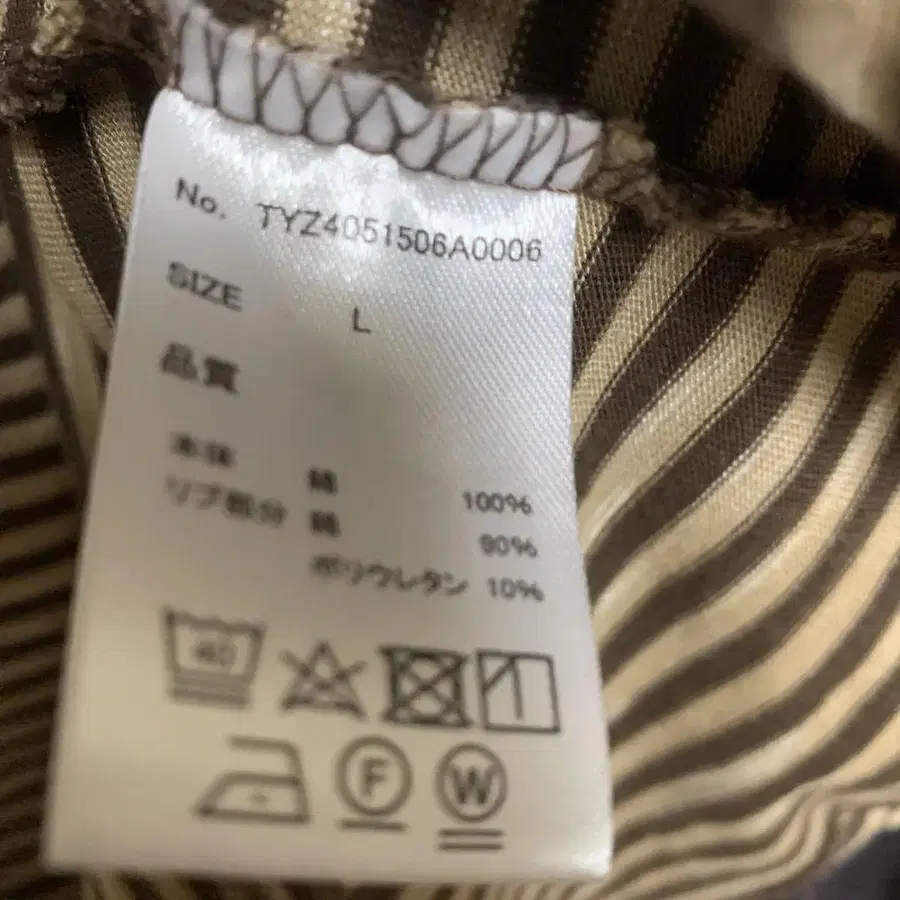 No. TYZ4051506A0006
SIZE L
品質
本体 綿 100%
リブ部分 綿 90%
ポリウレタン 10%
40
F W